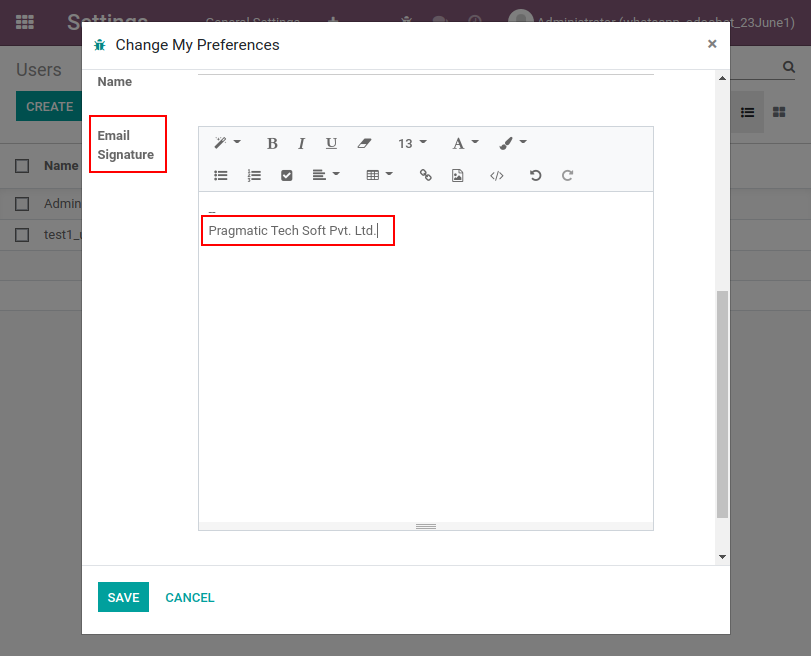 Settings
General Settings
Administrator (whatsapp_odoobot_23June1)
Change My Preferences
×
Users
CREATE
Name
Admin
test1_u
Name
Email
Signature
B I U 13 A
</>
--
Pragmatic Tech Soft Pvt. Ltd.
SAVE CANCEL